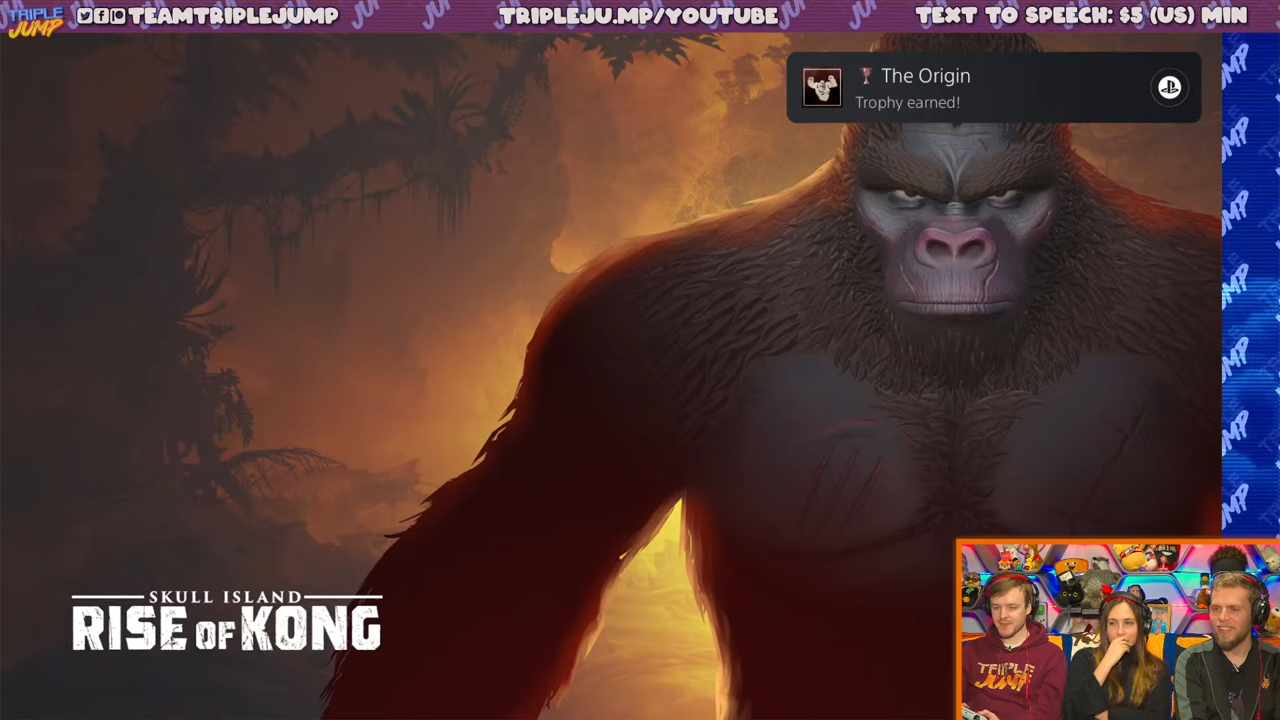 TRIPLE
JUMP
TEAMTRIPLEJUMP
TRIPLEJU.MP/YOUTUBE
TEXT TO SPEECH: $5 (US) MIN
The Origin
Trophy earned!
SKULL ISLAND
RISE OF KONG
TRIPLE
JUMP